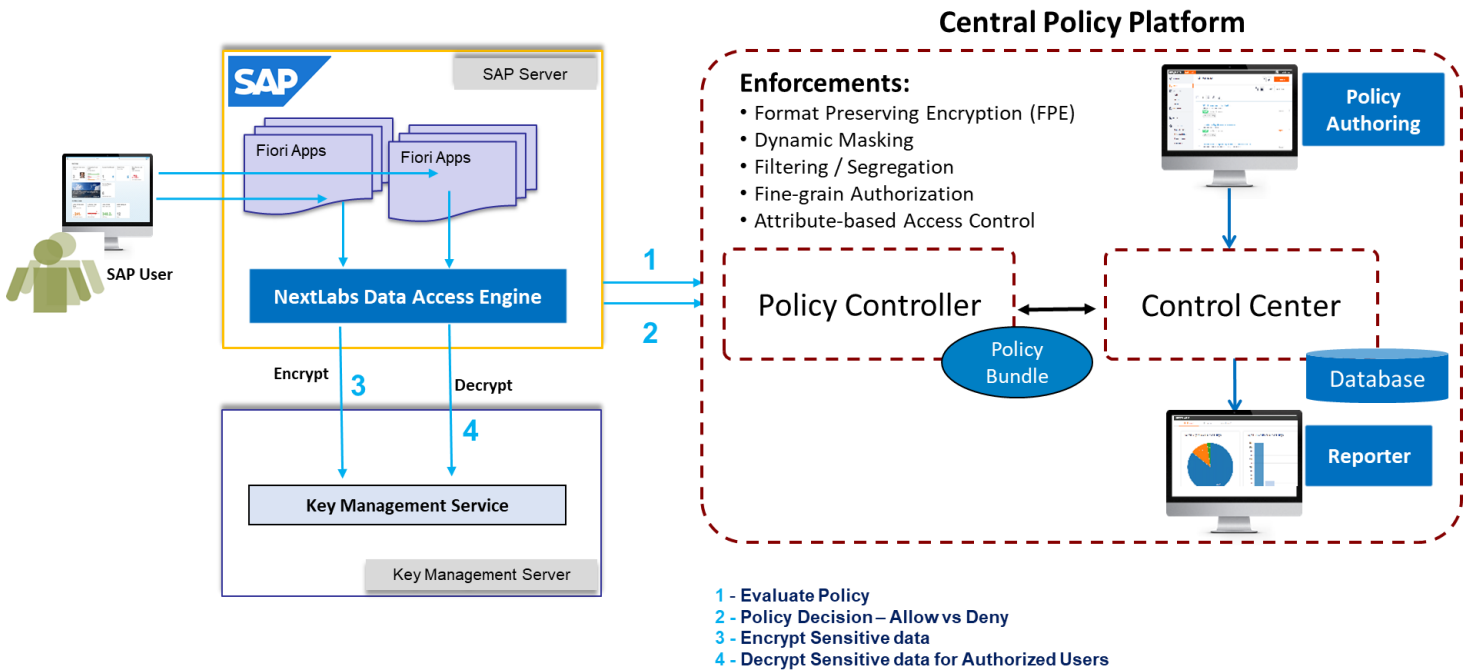 Central Policy Platform
SAP
SAP Server
Fiori Apps
Fiori Apps
SAP User
NextLabs Data Access Engine
1
2
Encrypt
3
Decrypt
4
Key Management Service
Key Management Server
Enforcements:
• Format Preserving Encryption (FPE)
• Dynamic Masking
• Filtering / Segregation
• Fine-grain Authorization
• Attribute-based Access Control
Policy
Authoring
Policy Controller
Control Center
Policy
Bundle
Database
Reporter
1 - Evaluate Policy
2 - Policy Decision – Allow vs Deny
3 - Encrypt Sensitive data
4 - Decrypt Sensitive data for Authorized Users